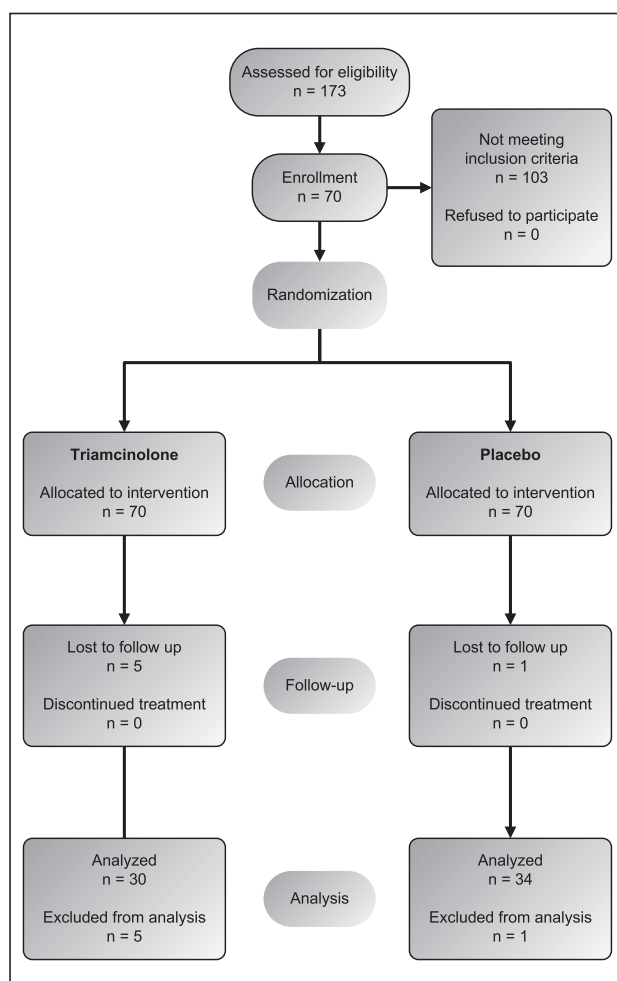 Assessed for eligibility
n = 173
Not meeting
inclusion criteria
n = 103
Refused to participate
n = 0
Enrollment
n = 70
Randomization
Triamcinolone
Allocated to intervention
n = 70
Allocation
Placebo
Allocated to intervention
n = 70
Lost to follow up
n = 5
Discontinued treatment
n = 0
Follow-up
Lost to follow up
n = 1
Discontinued treatment
n = 0
Analyzed
n = 30
Excluded from analysis
n = 5
Analysis
Analyzed
n = 34
Excluded from analysis
n = 1